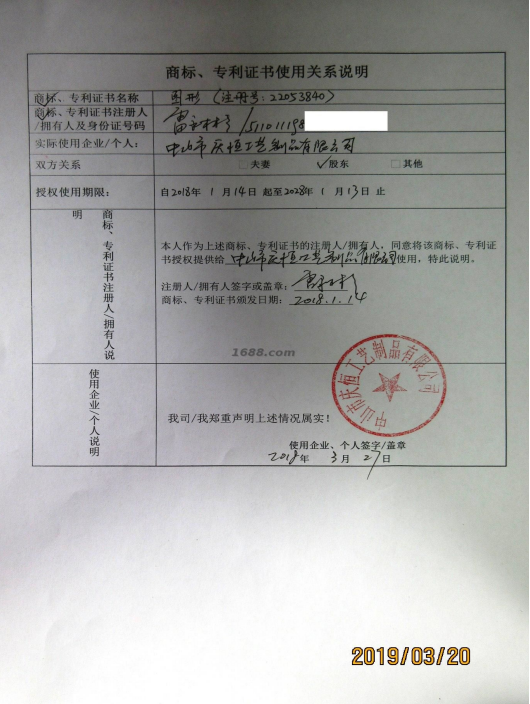 商标、专利证书使用关系说明
商标、专利证书名称 图形(注册号:22053840)
商标、专利证书注册人
/拥有人及身份证号码 /511011198
实际使用企业/个人: 中山市庆恒工艺制品有限公司
双方关系 □夫妻 ✓股东 □其他
授权使用期限: 自2018年 1月14日 起至2028年 1月13日 止
商标、专利证书注册人/拥有人说明
本人作为上述商标、专利证书的注册人/拥有人,同意将该商标、专利证
书授权提供给 中山市庆恒工艺制品有限公司 使用,特此说明。
注册人/拥有人签字或盖章:
商标、专利证书颁发日期: 2018.1.14
1688.com
使用企业/个人说明
我司/我郑重声明上述情况属实!
中山市庆恒工艺制品有限公司
使用企业、个人签字/盖章
2018年 3月27日
2019/03/20